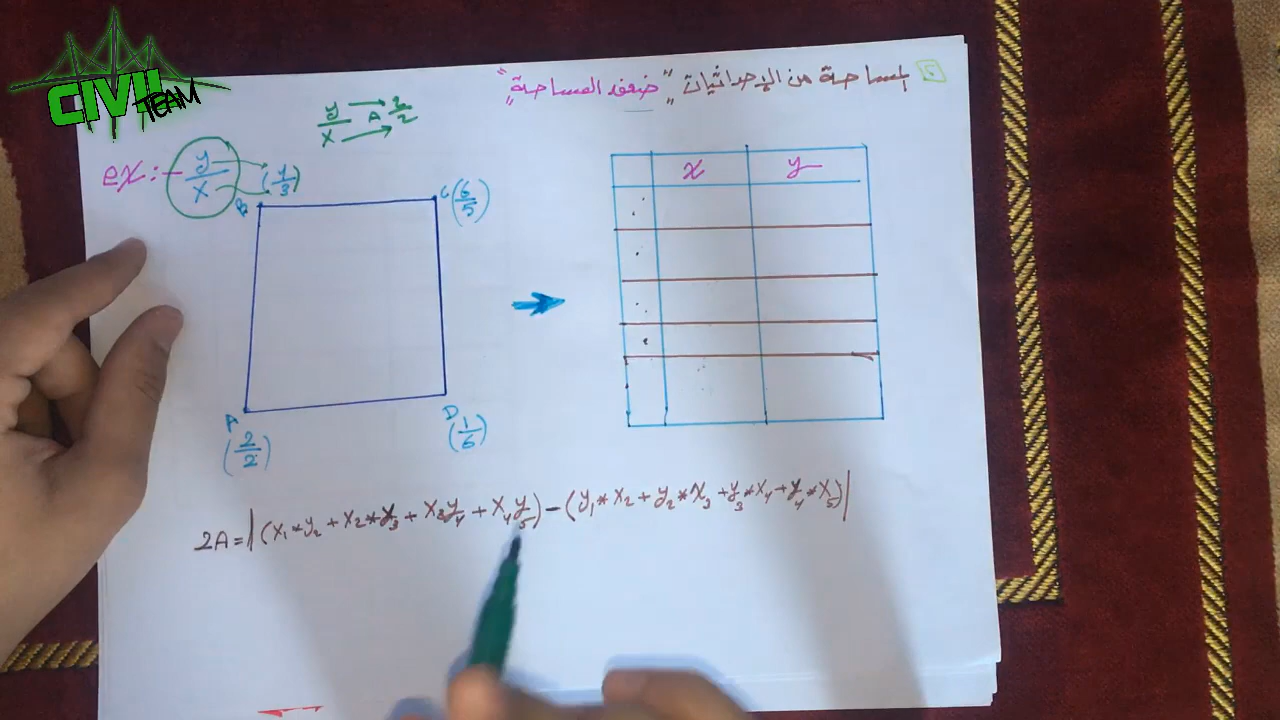 CIVIL TEAM
2 المساحة من الإحداثيات "ضعف المساحة"
y/x → A 2/2
ex:- y/x → (1/3)
B
C (6/5)
A
(2/2)
D
(1/6)
x y
2A = |(x1*y2 + x2*y3 + x3y4 + x4y5) - (y1*x2 + y2*x3 + y3*x4 + y4*x5)|